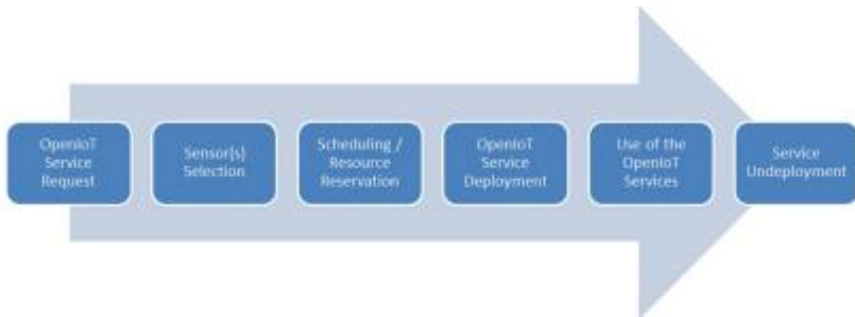 OpenIoT
Service
Request
Sensor(s)
Selection
Scheduling /
Resource
Reservation
OpenIoT
Service
Deployment
Use of the
OpenIoT
Services
Service
Undeployment